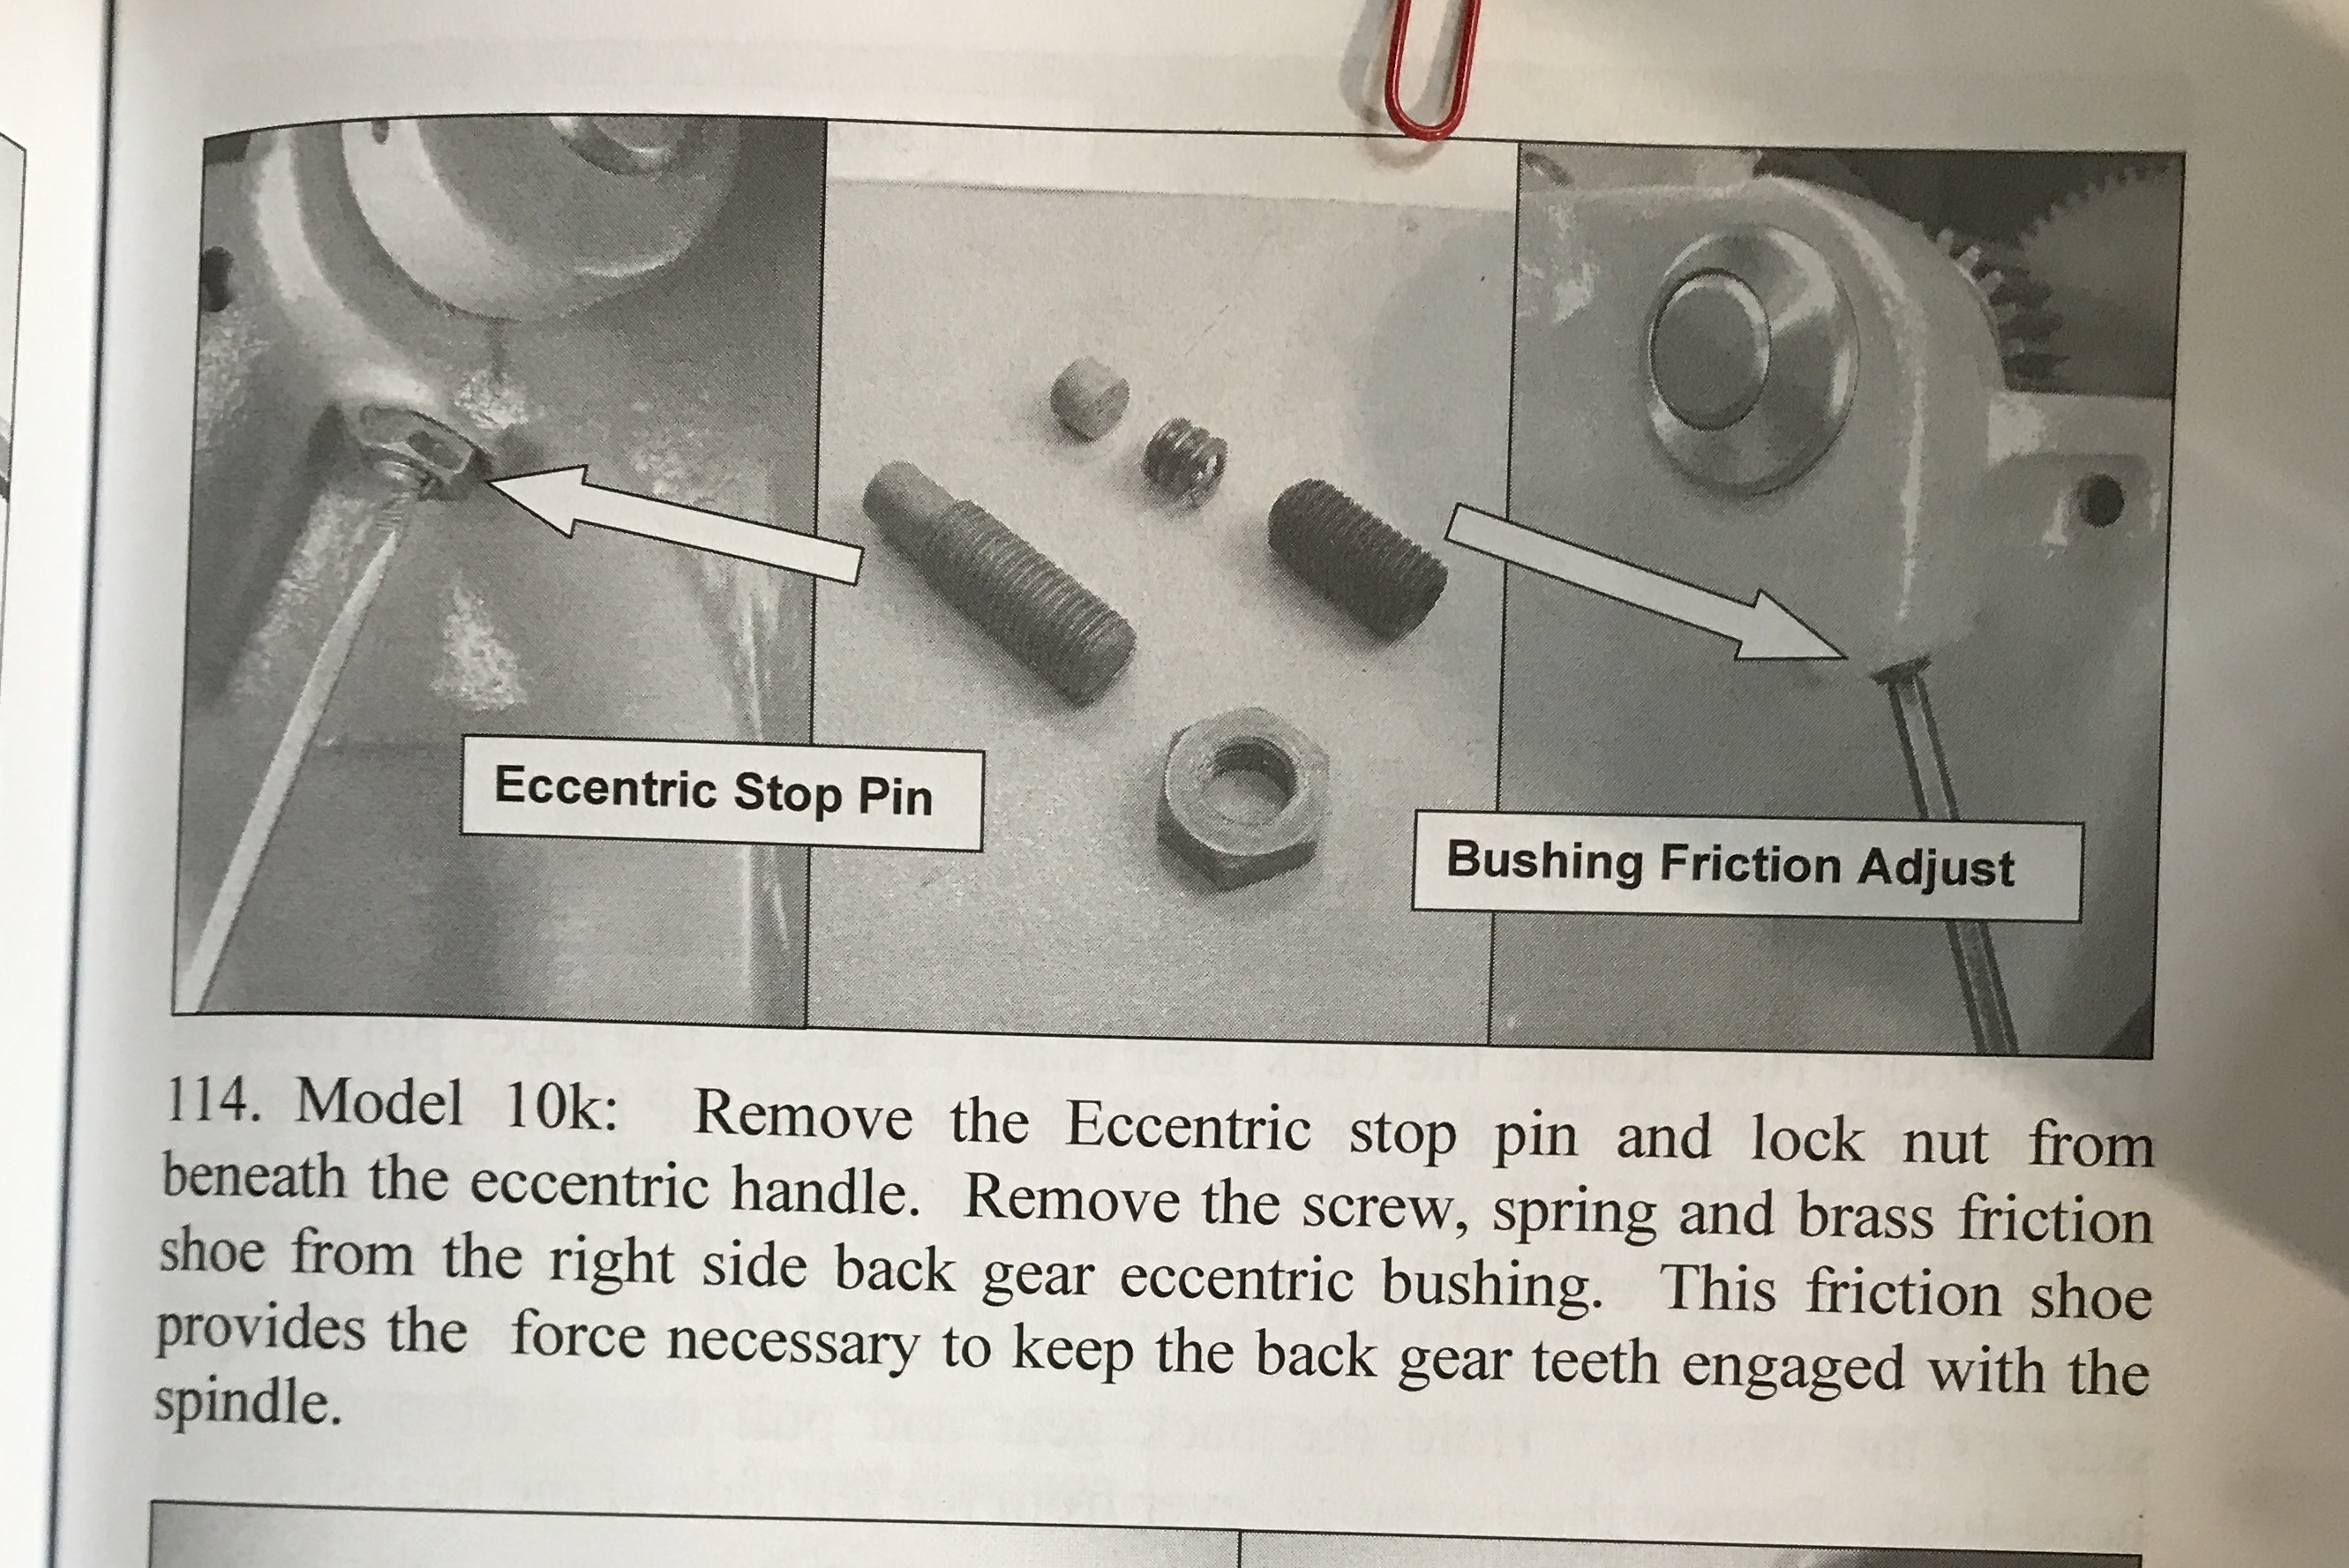 Eccentric Stop Pin
Bushing Friction Adjust
114. Model 10k: Remove the Eccentric stop pin and lock nut from
beneath the eccentric handle. Remove the screw, spring and brass friction
shoe from the right side back gear eccentric bushing. This friction shoe
provides the force necessary to keep the back gear teeth engaged with the
spindle.